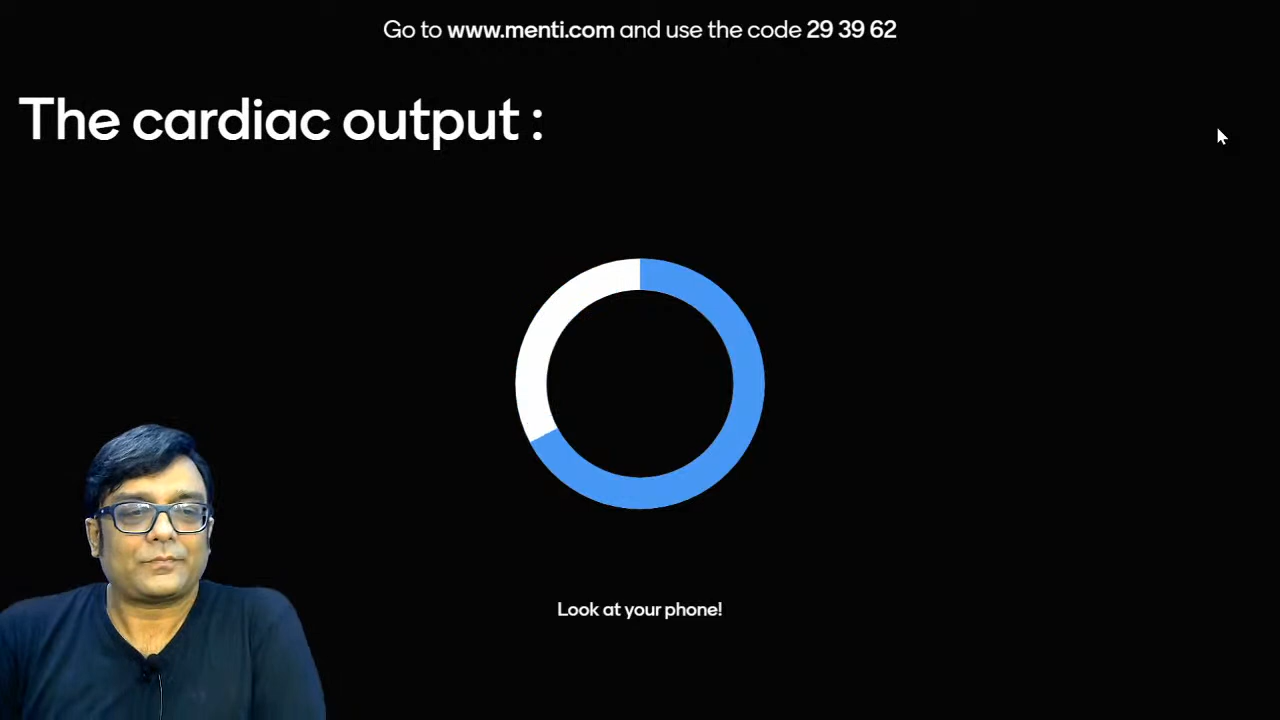 Go to www.menti.com and use the code 29 39 62
The cardiac output :
Look at your phone!